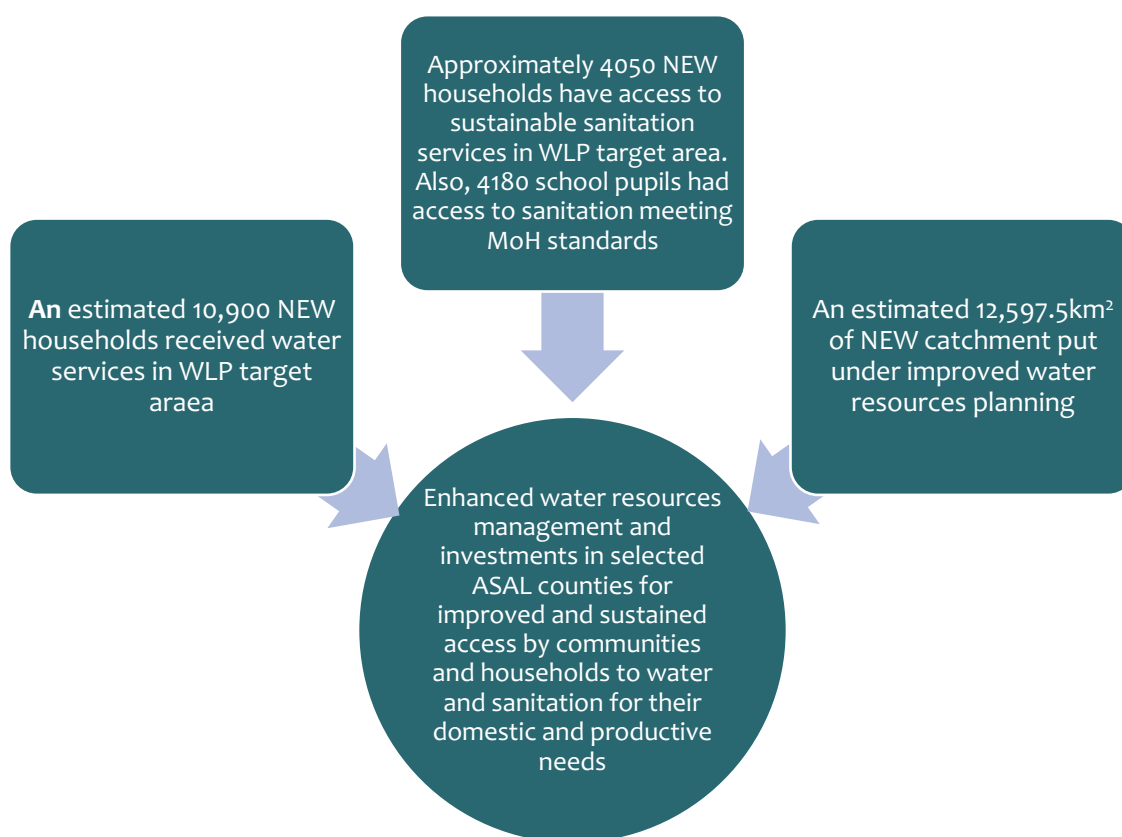 Approximately 4050 NEW
households have access to
sustainable sanitation
services in WLP target area.
Also, 4180 school pupils had
access to sanitation meeting
MoH standards
An estimated 10,900 NEW
households received water
services in WLP target
araea
An estimated 12,597.5km²
of NEW catchment put
under improved water
resources planning
Enhanced water resources
management and
investments in selected
ASAL counties for
improved and sustained
access by communities
and households to water
and sanitation for their
domestic and productive
needs